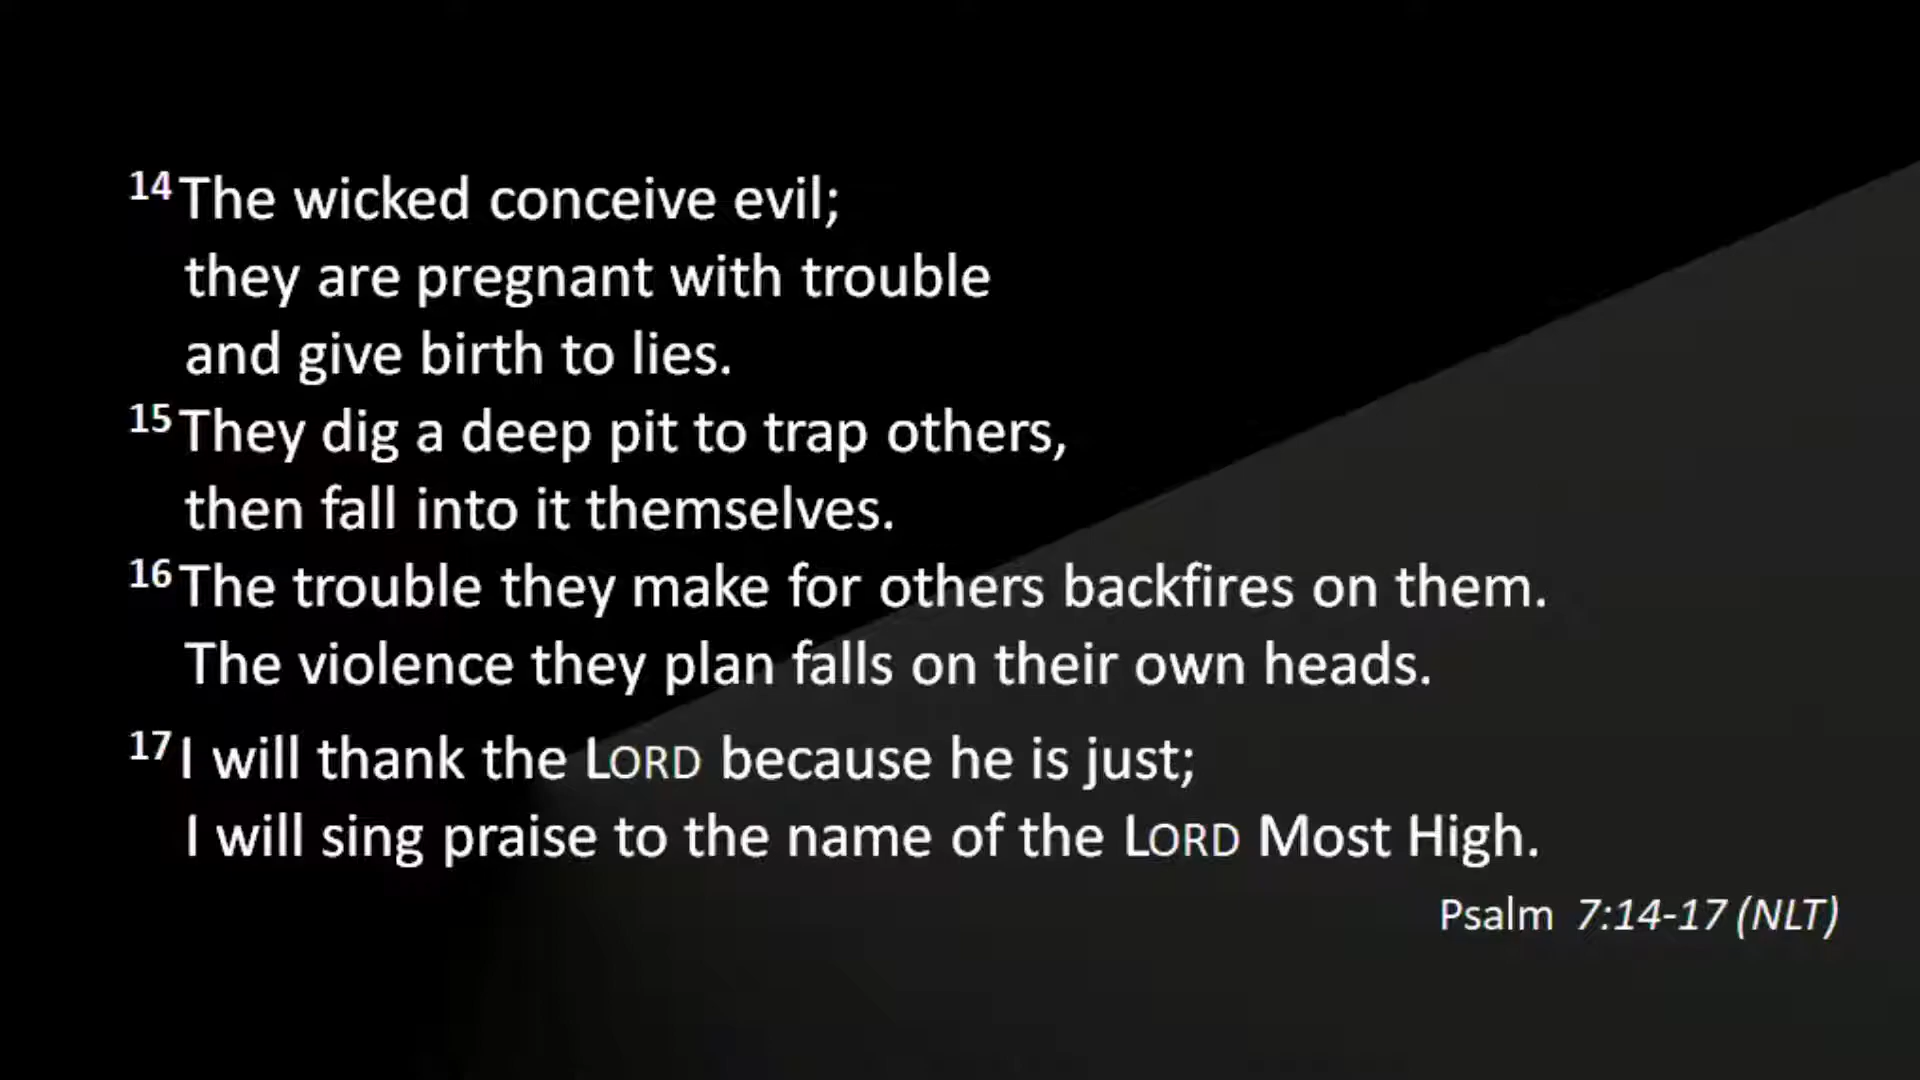 14 The wicked conceive evil;
they are pregnant with trouble
and give birth to lies.
15 They dig a deep pit to trap others,
then fall into it themselves.
16 The trouble they make for others backfires on them.
The violence they plan falls on their own heads.
17 I will thank the LORD because he is just;
I will sing praise to the name of the LORD Most High.
Psalm 7:14-17 (NLT)